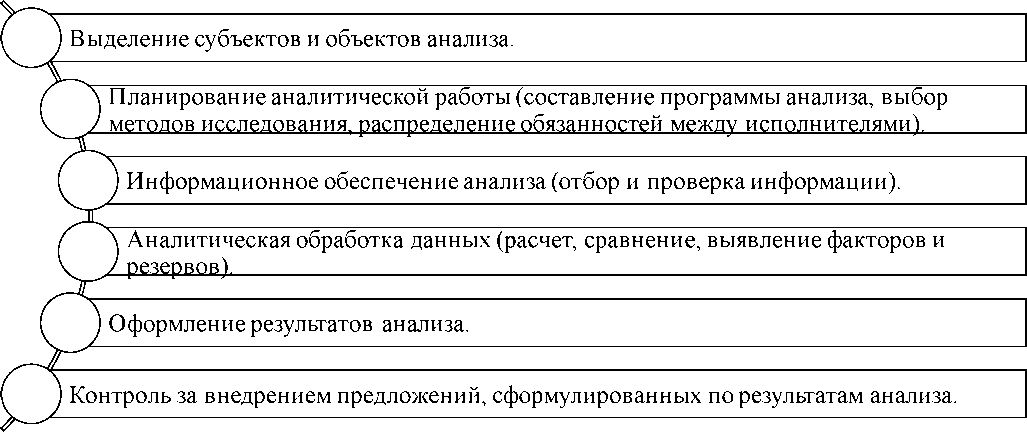 Выделение субъектов и объектов анализа.
Планирование аналитической работы (составление программы анализа, выбор
методов исследования, распределение обязанностей между исполнителями).
Информационное обеспечение анализа (отбор и проверка информации).
Аналитическая обработка данных (расчет, сравнение, выявление факторов и
резервов).
Оформление результатов анализа.
Контроль за внедрением предложений, сформулированных по результатам анализа.